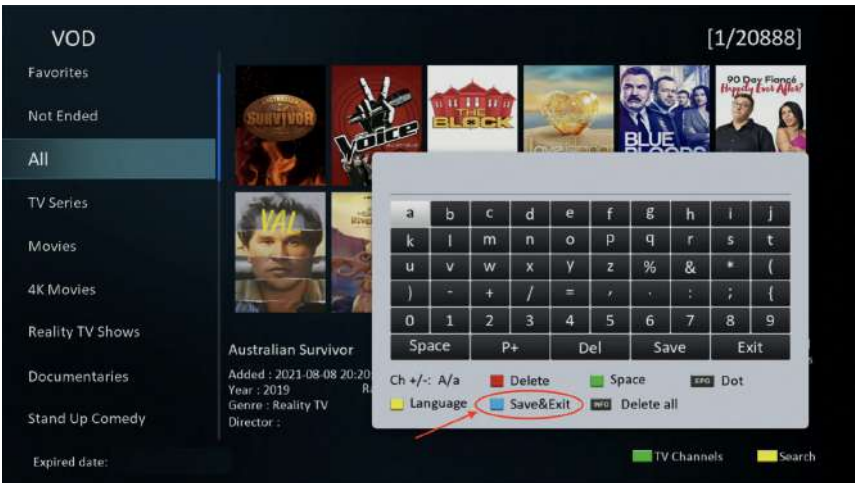 VOD
[1/20888]
Favorites
Not Ended
All
TV Series
Movies
4K Movies
Reality TV Shows
Documentaries
Stand Up Comedy
Expired date:
SURVIVOR
The Voice
THE BLOCK
BLUE BLOODS
90 Day Fiancé
Happily Ever After?
VAL
a b c d e f g h i j
k l m n o p q r s t
u v w x y z % & * (
) - + / = , . : ; {
0 1 2 3 4 5 6 7 8 9
Space P+ Del Save Exit
Ch +/-: A/a Delete Space EPG Dot
Language Save&Exit INFO Delete all
Australian Survivor
Added : 2021-08-08 20:20
Year : 2019
Genre : Reality TV
Director :
TV Channels Search